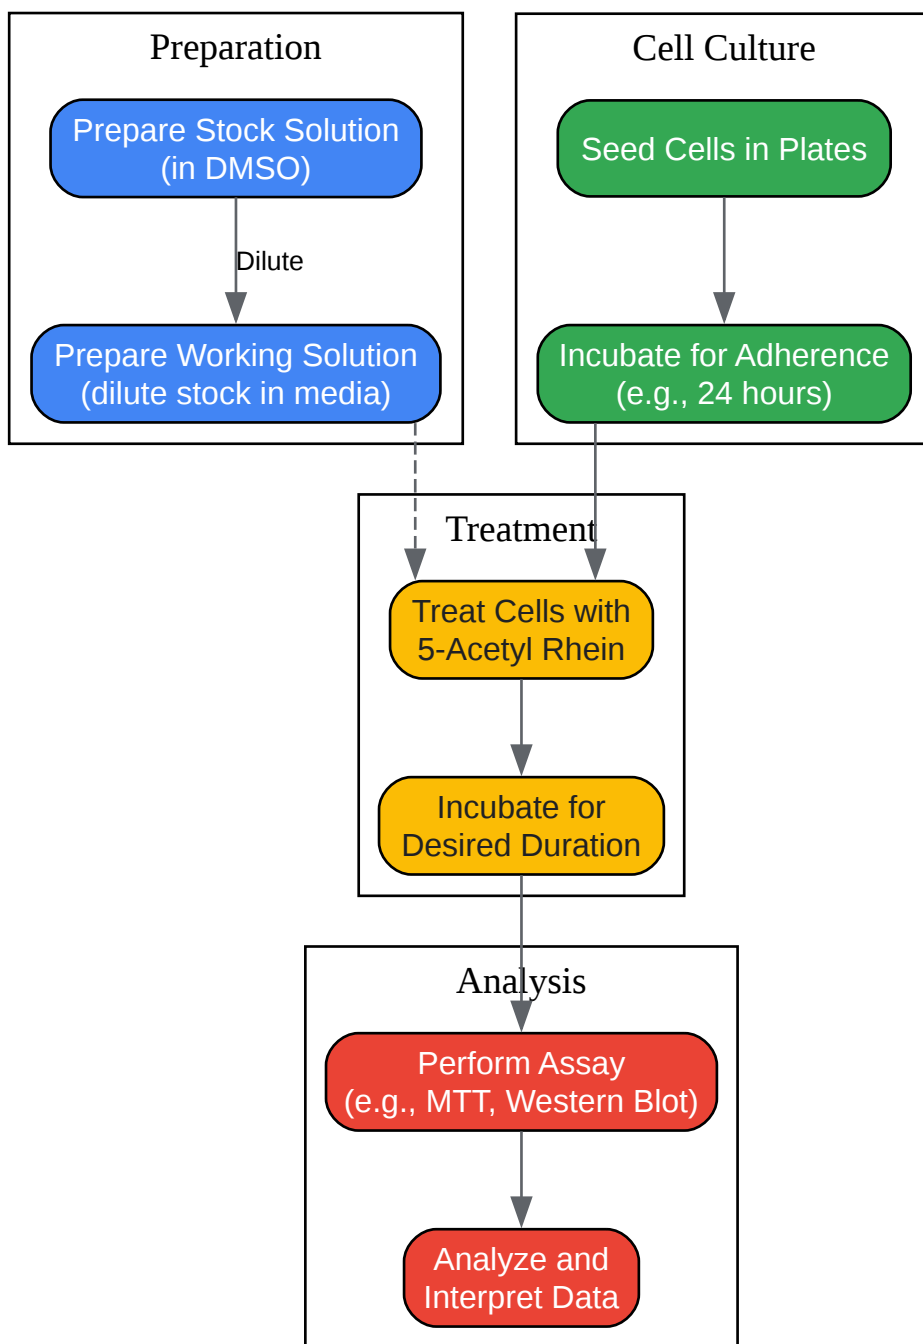 Preparation
Prepare Stock Solution
(in DMSO)
Dilute
Prepare Working Solution
(dilute stock in media)
Cell Culture
Seed Cells in Plates
Incubate for Adherence
(e.g., 24 hours)
Treatment
Treat Cells with
5-Acetyl Rhein
Incubate for
Desired Duration
Analysis
Perform Assay
(e.g., MTT, Western Blot)
Analyze and
Interpret Data